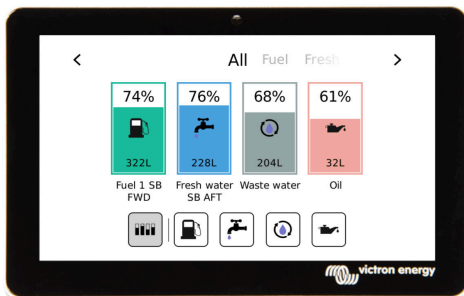 All Fuel Fresh
74% 76% 68% 61%
322L 228L 204L 32L
Fuel 1 SB Fresh water Waste water Oil
FWD SB AFT
victron energy